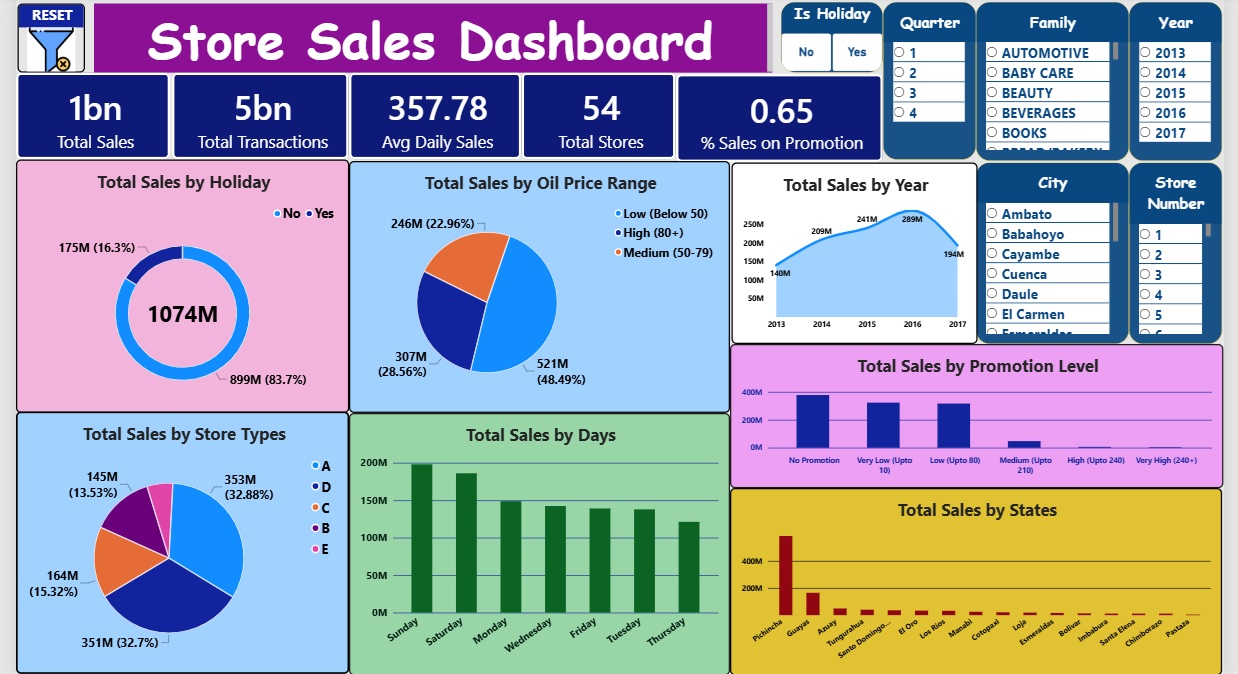 RESET
Store Sales Dashboard
Is Holiday
No
Yes
Quarter
1
2
3
4
Family
AUTOMOTIVE
BABY CARE
BEAUTY
BEVERAGES
BOOKS
BREAD/BAKERY
Year
2013
2014
2015
2016
2017
1bn
Total Sales
5bn
Total Transactions
357.78
Avg Daily Sales
54
Total Stores
0.65
% Sales on Promotion
Total Sales by Holiday
No Yes
175M (16.3%)
1074M
899M (83.7%)
Total Sales by Oil Price Range
Low (Below 50)
High (80+)
Medium (50-79)
246M (22.96%)
307M
(28.56%)
521M
(48.49%)
Total Sales by Year
250M
200M
150M
100M
50M
140M
209M
241M
289M
194M
2013 2014 2015 2016 2017
City
Ambato
Babahoyo
Cayambe
Cuenca
Daule
El Carmen
Esmeraldas
Store
Number
1
2
3
4
5
6
Total Sales by Store Types
A
D
C
B
E
145M
(13.53%)
353M
(32.88%)
164M
(15.32%)
351M (32.7%)
Total Sales by Days
200M
150M
100M
50M
0M
Sunday
Saturday
Monday
Wednesday
Friday
Tuesday
Thursday
Total Sales by Promotion Level
400M
200M
0M
No Promotion
Very Low (Upto
10)
Low (Upto 80)
Medium (Upto
210)
High (Upto 240)
Very High (240+)
Total Sales by States
400M
200M
Pichincha
Guayas
Azuay
Tungurahua
Santo Domingo...
El Oro
Los Rios
Manabi
Cotopaxi
Loja
Esmeraldas
Bolivar
Imbabura
Santa Elena
Chimborazo
Pastaza